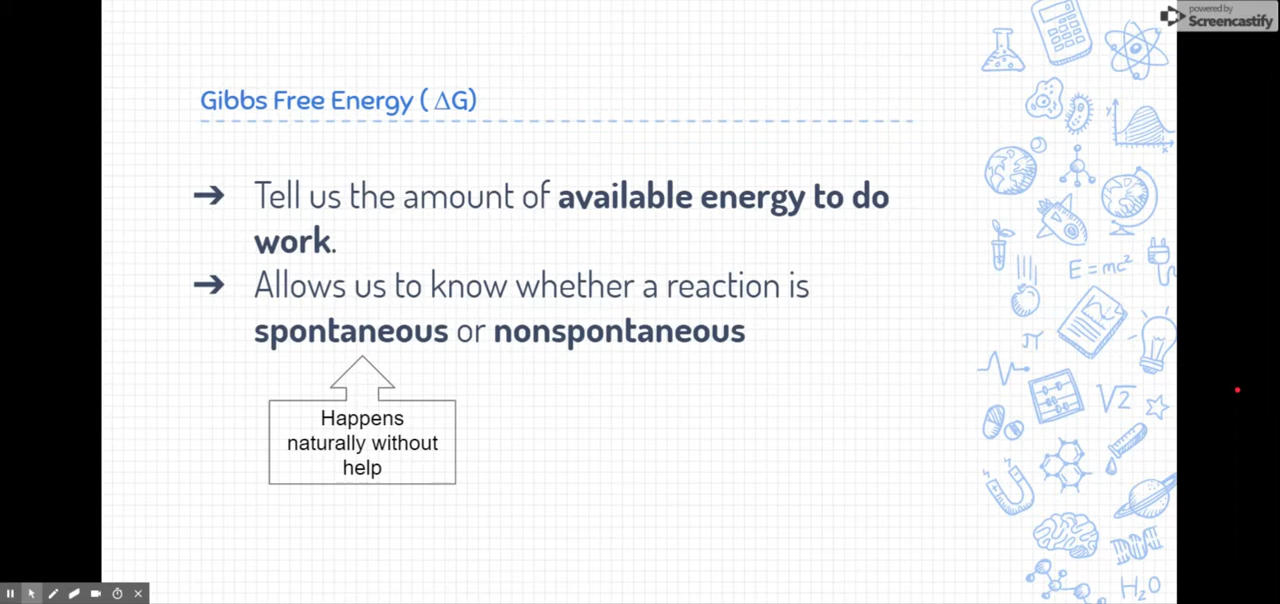 powered by
Screencastify
Gibbs Free Energy ( ΔG)
➔ Tell us the amount of available energy to do
work.
➔ Allows us to know whether a reaction is
spontaneous or nonspontaneous
Happens
naturally without
help
E=mc²
π
√2
H₂O
y
x